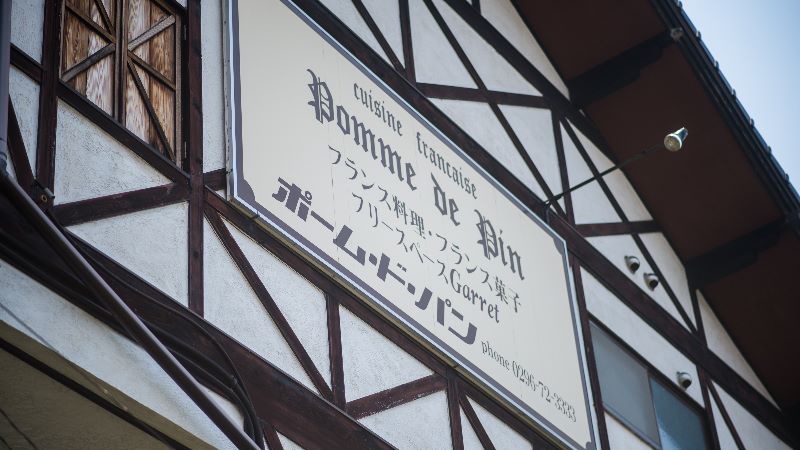 cuisine francaise
Pomme de Pin
フランス料理・フランス菓子
フリースペースGarret
ポーム・ド・パン
phone 0296-72-3333